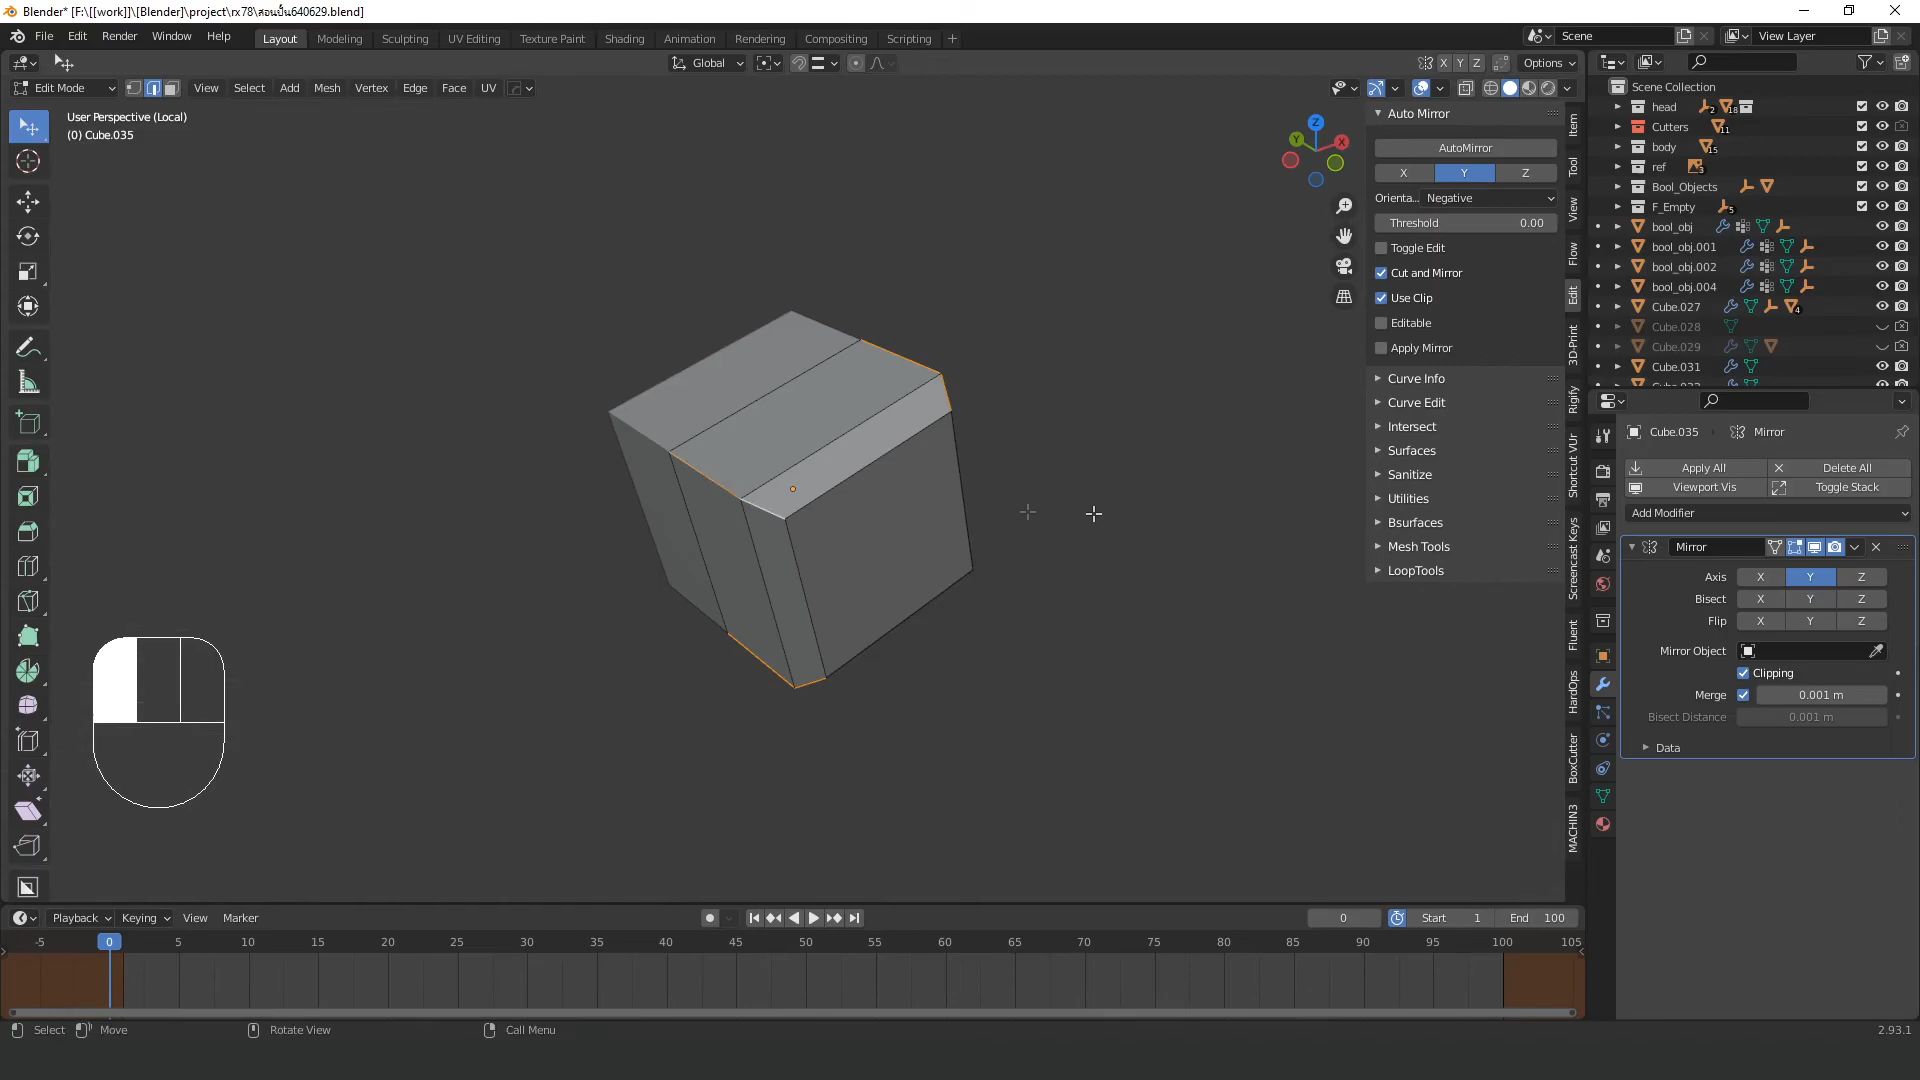 Blender* [F:\[[work]]\[Blender]\project\rx78\สอนปั้น640629.blend]
File Edit Render Window Help
Layout Modeling Sculpting UV Editing Texture Paint Shading Animation Rendering Compositing Scripting +
Scene
View Layer
Global
X Y Z
Options
Edit Mode
View Select Add Mesh Vertex Edge Face UV
User Perspective (Local)
(0) Cube.035
Z
Y
X
Auto Mirror
AutoMirror
X Y Z
Orienta... Negative
Threshold 0.00
Toggle Edit
Cut and Mirror
Use Clip
Editable
Apply Mirror
Curve Info
Curve Edit
Intersect
Surfaces
Sanitize
Utilities
Bsurfaces
Mesh Tools
LoopTools
Item
Tool
View
Flow
Edit
3D-Print
Rigify
Shortcut VUr
Screencast Keys
Fluent
HardOps
BoxCutter
MACHIN3
Scene Collection
head 2 18
Cutters 11
body 15
ref 3
Bool_Objects
F_Empty 5
bool_obj
bool_obj.001
bool_obj.002
bool_obj.004
Cube.027 4
Cube.028
Cube.029
Cube.031
Cube.035 Mirror
Apply All Delete All
Viewport Vis Toggle Stack
Add Modifier
Mirror
Axis X Y Z
Bisect X Y Z
Flip X Y Z
Mirror Object
Clipping
Merge 0.001 m
Bisect Distance 0.001 m
Data
Playback Keying View Marker
0
Start 1
End 100
-5 0 5 10 15 20 25 30 35 40 45 50 55 60 65 70 75 80 85 90 95 100 105
Select Move Rotate View Call Menu
2.93.1